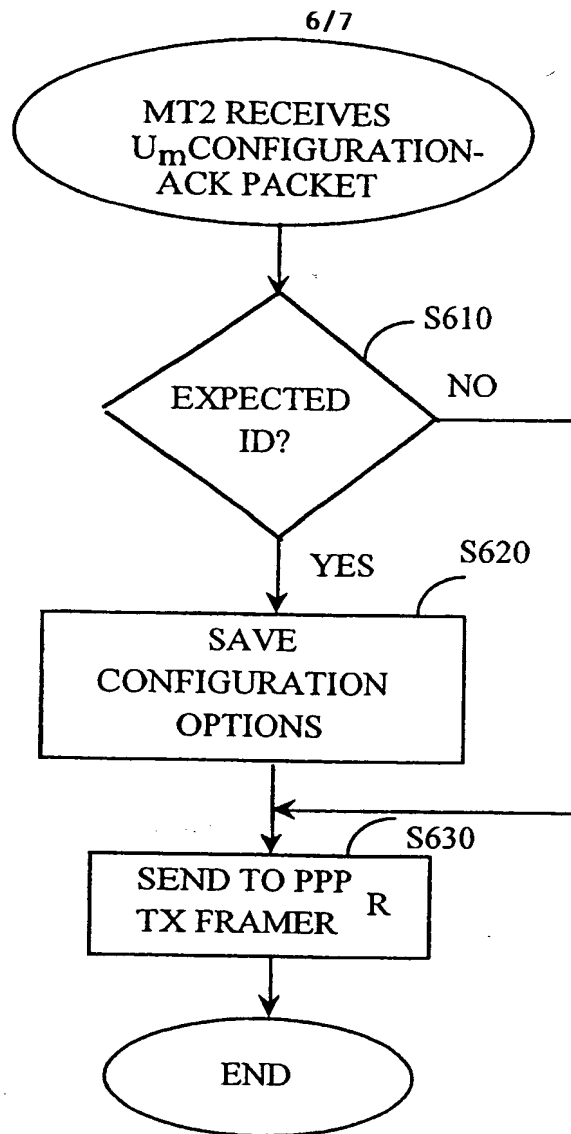 6/7
MT2 RECEIVES
UmCONFIGURATION-
ACK PACKET
S610
EXPECTED
ID?
NO
YES
S620
SAVE
CONFIGURATION
OPTIONS
S630
SEND TO PPP R
TX FRAMER
END